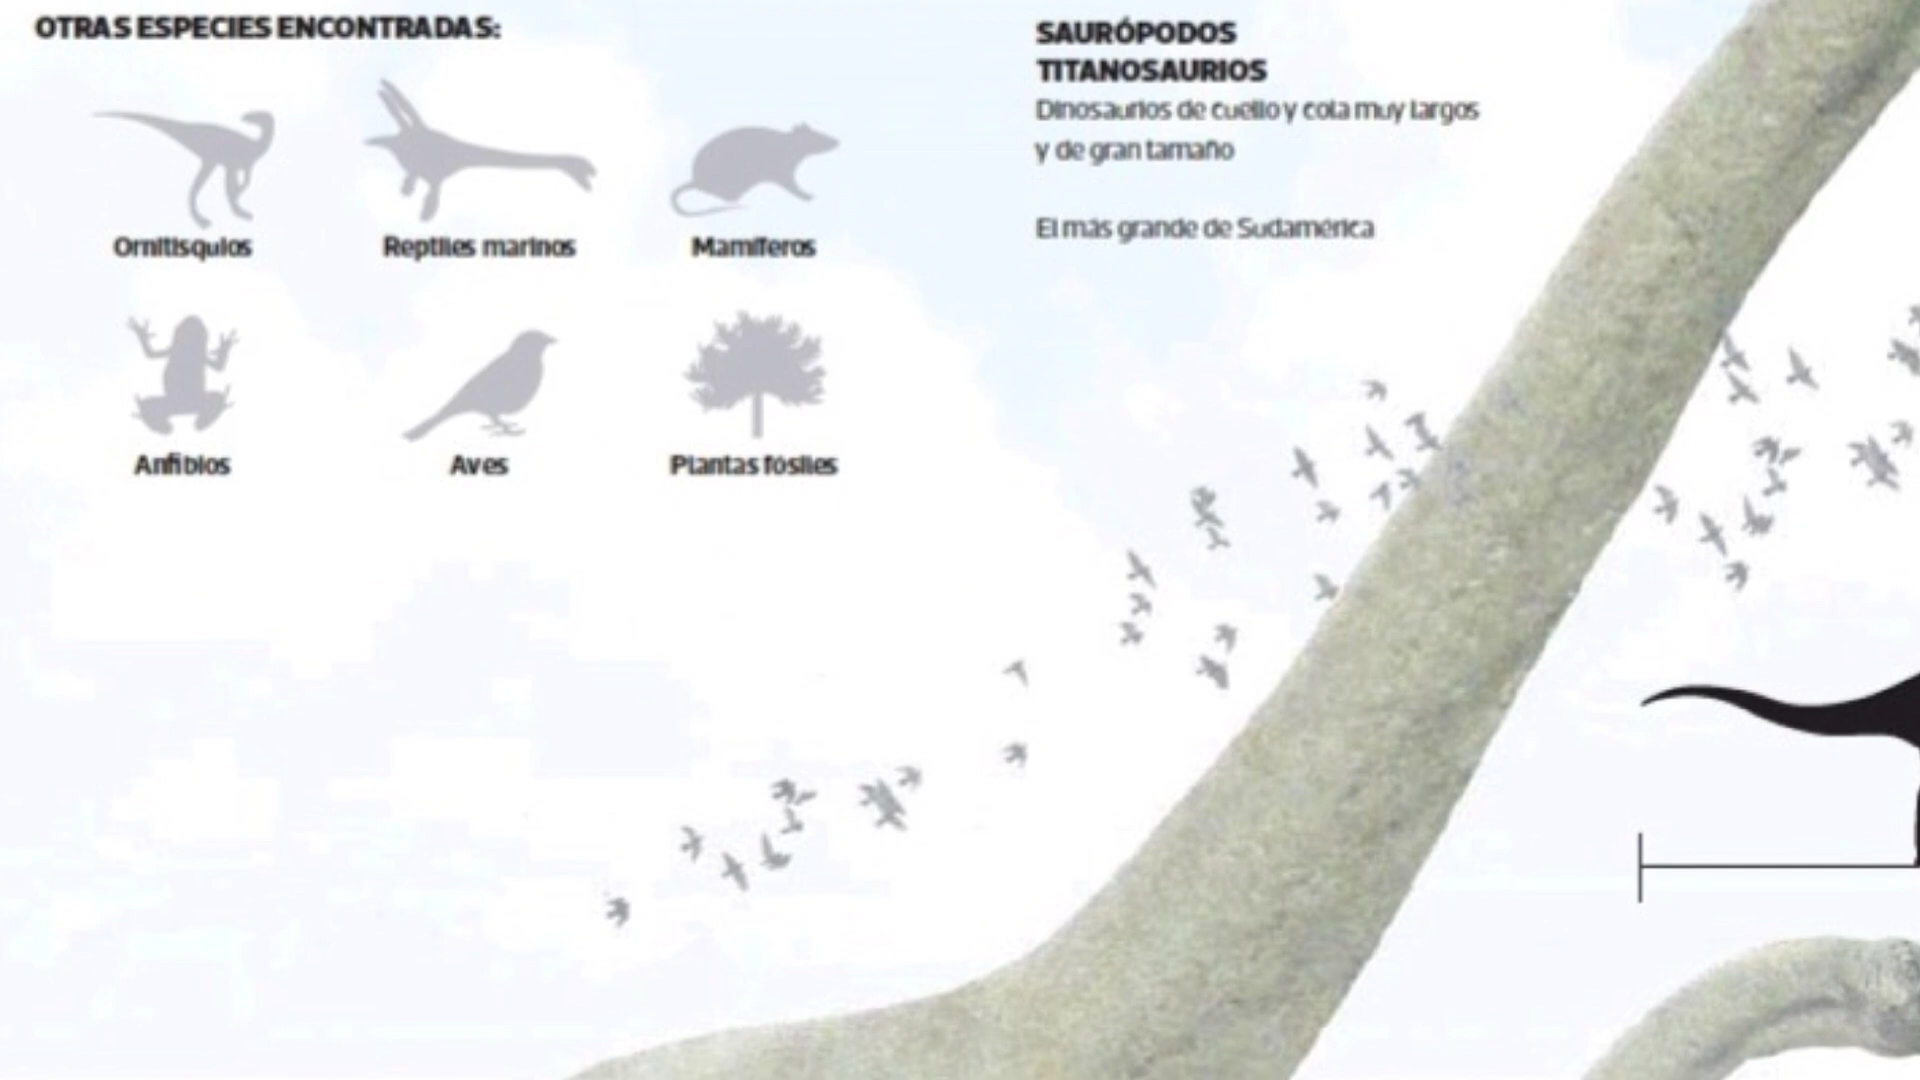 OTRAS ESPECIES ENCONTRADAS:
Ornitisquios
Reptiles marinos
Mamíferos
Anfibios
Aves
Plantas fósiles
SAURÓPODOS
TITANOSAURIOS
Dinosaurios de cuello y cola muy largos
y de gran tamaño
El más grande de Sudamérica